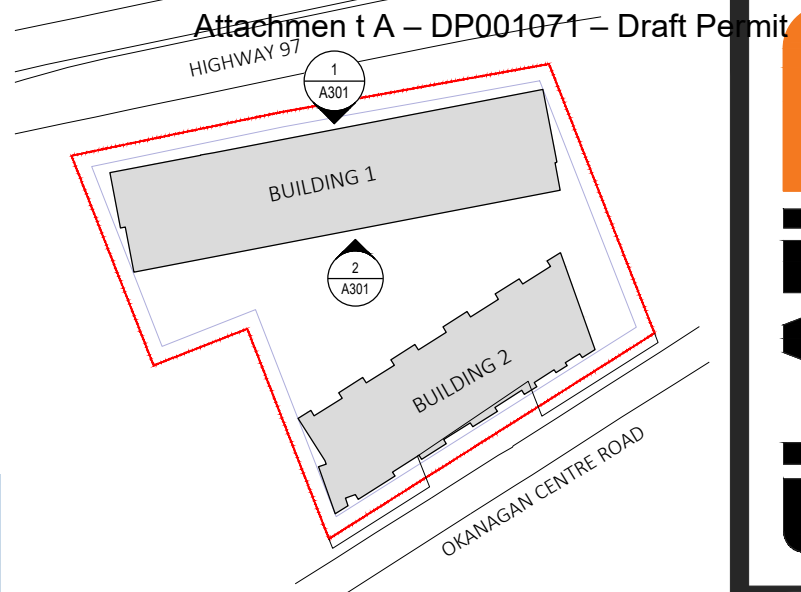 Attachmen t A – DP001071 – Draft Permit
HIGHWAY 97
1
A301
BUILDING 1
2
A301
BUILDING 2
OKANAGAN CENTRE ROAD